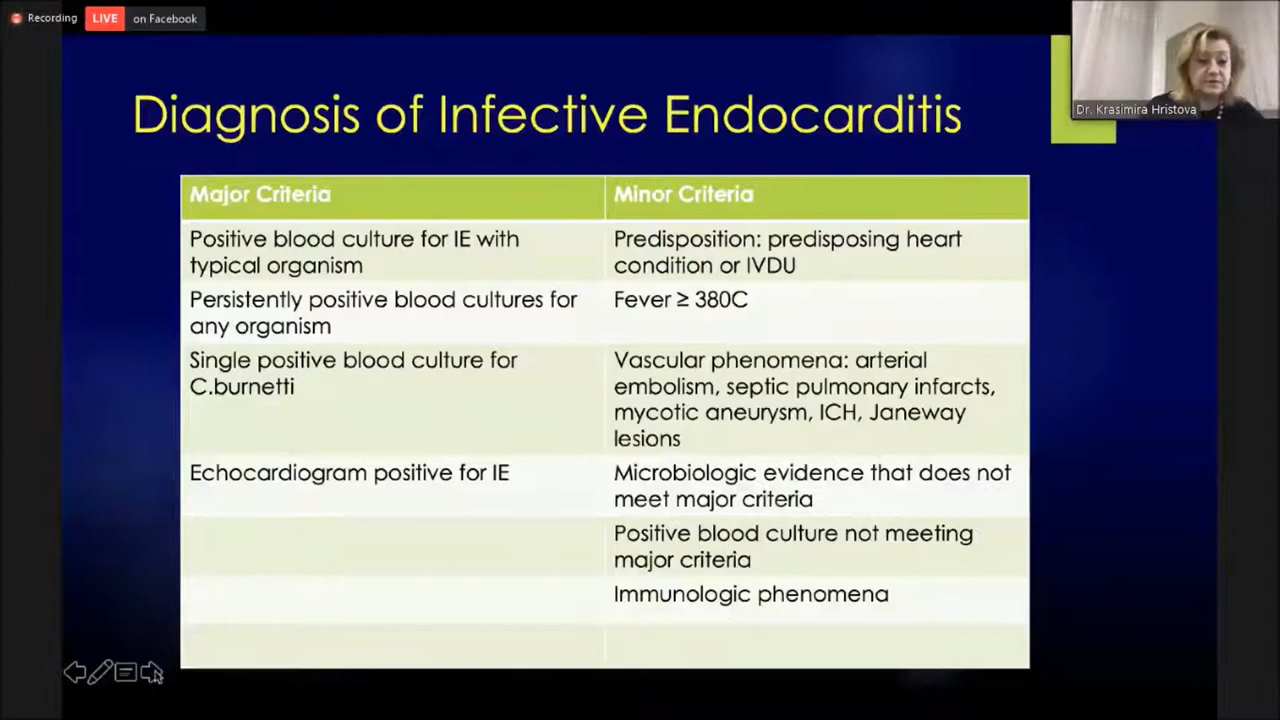 Recording LIVE on Facebook
Dr. Krasimira Hristova
Diagnosis of Infective Endocarditis
Major Criteria
Minor Criteria
Positive blood culture for IE with
typical organism
Predisposition: predisposing heart
condition or IVDU
Persistently positive blood cultures for
any organism
Fever ≥ 380C
Single positive blood culture for
C.burnetti
Vascular phenomena: arterial
embolism, septic pulmonary infarcts,
mycotic aneurysm, ICH, Janeway
lesions
Echocardiogram positive for IE
Microbiologic evidence that does not
meet major criteria
Positive blood culture not meeting
major criteria
Immunologic phenomena